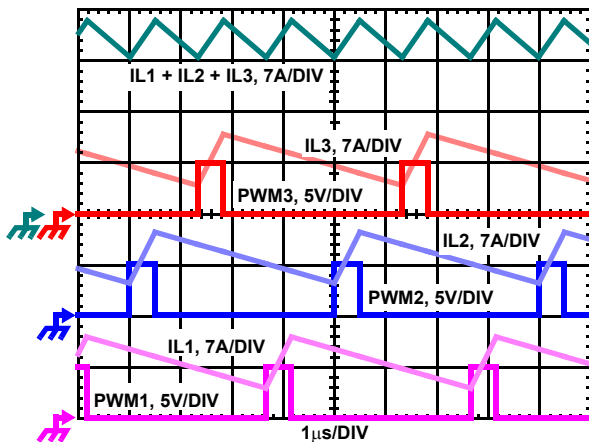 IL1 + IL2 + IL3, 7A/DIV
IL3, 7A/DIV
PWM3, 5V/DIV
IL2, 7A/DIV
PWM2, 5V/DIV
IL1, 7A/DIV
PWM1, 5V/DIV
1μs/DIV